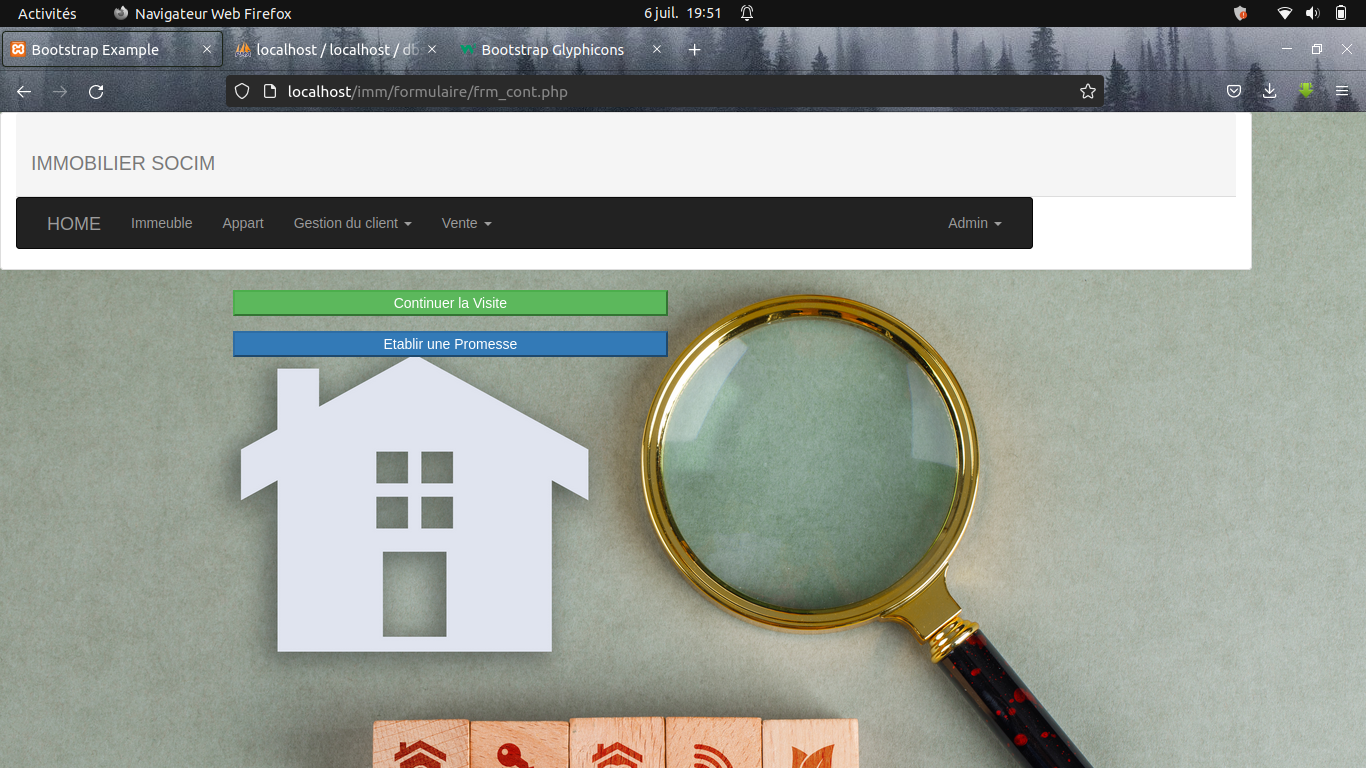 Activités Navigateur Web Firefox 6 juil. 19:51
Bootstrap Example localhost / localhost / db Bootstrap Glyphicons
localhost/imm/formulaire/frm_cont.php
IMMOBILIER SOCIM
HOME Immeuble Appart Gestion du client Vente Admin
Continuer la Visite
Etablir une Promesse